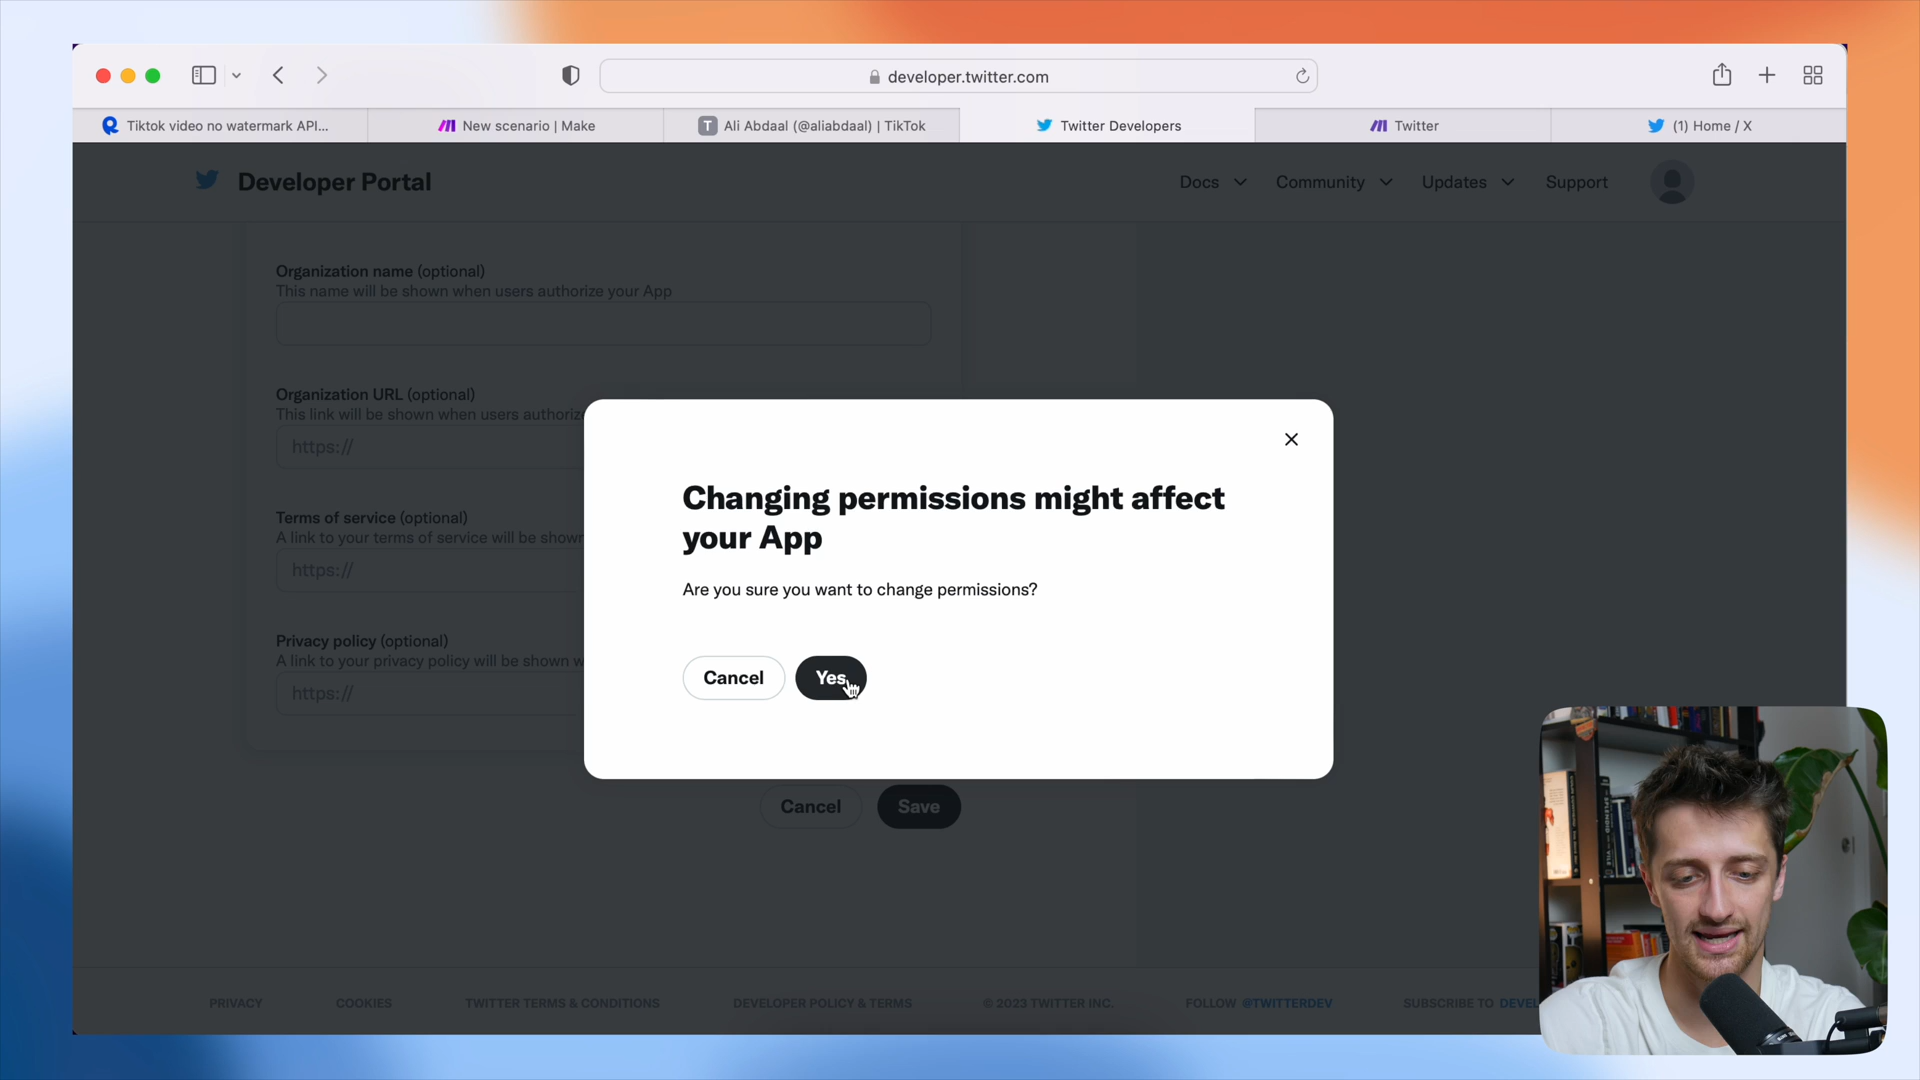 developer.twitter.com
Tiktok video no watermark API...
New scenario | Make
T
Ali Abdaal (@aliabdaal) | TikTok
Twitter Developers
Twitter
(1) Home / X
Developer Portal
Docs
Community
Updates
Support
Organization name (optional)
This name will be shown when users authorize your App
Organization URL (optional)
This link will be shown when users authorize
https://
Terms of service (optional)
A link to your terms of service will be shown
https://
Privacy policy (optional)
A link to your privacy policy will be shown
https://
Changing permissions might affect
your App
Are you sure you want to change permissions?
Cancel
Yes
Cancel
Save
PRIVACY
COOKIES
TWITTER TERMS & CONDITIONS
DEVELOPER POLICY & TERMS
© 2023 TWITTER INC.
FOLLOW @TWITTERDEV
SUBSCRIBE TO